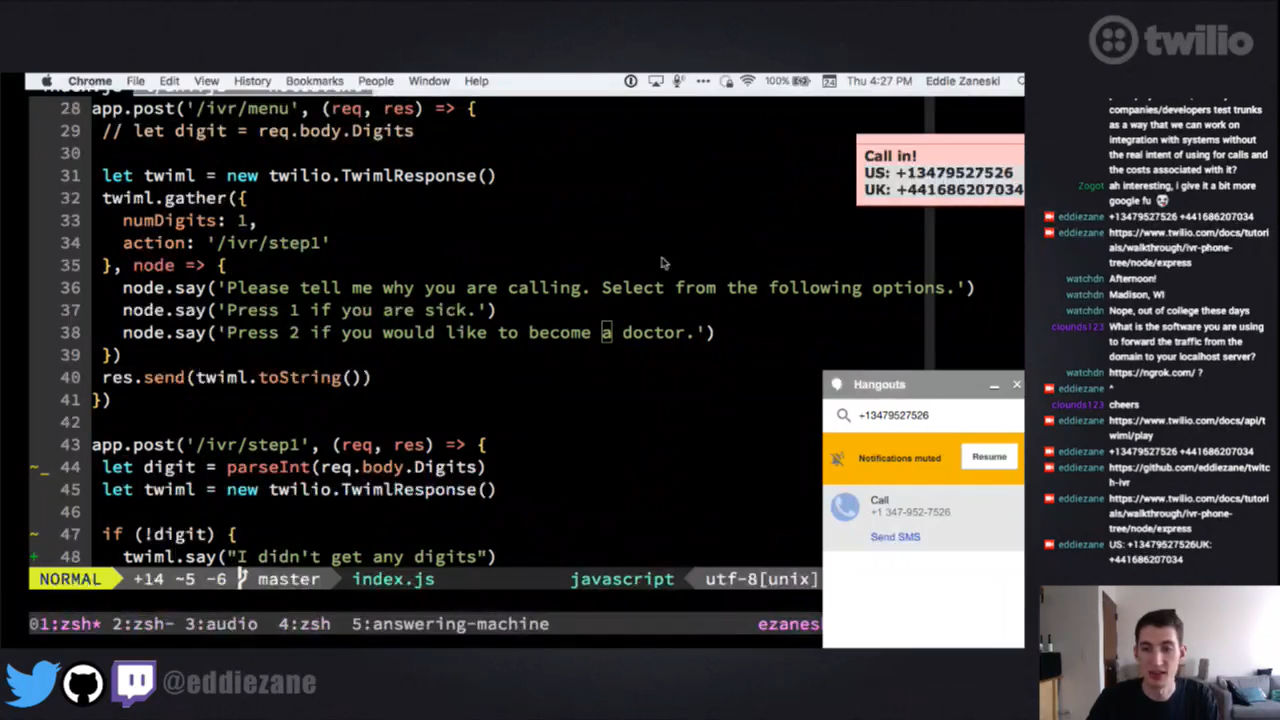 twilio
Chrome File Edit View History Bookmarks People Window Help
100% 24 Thu 4:27 PM Eddie Zaneski
28 app.post('/ivr/menu', (req, res) => {
29 // let digit = req.body.Digits
30
31 let twiml = new twilio.TwimlResponse()
32 twiml.gather({
33 numDigits: 1,
34 action: '/ivr/step1'
35 }, node => {
36 node.say('Please tell me why you are calling. Select from the following options.')
37 node.say('Press 1 if you are sick.')
38 node.say('Press 2 if you would like to become a doctor.')
39 })
40 res.send(twiml.toString())
41 })
42
43 app.post('/ivr/step1', (req, res) => {
~_ 44 let digit = parseInt(req.body.Digits)
45 let twiml = new twilio.TwimlResponse()
46
~ 47 if (!digit) {
+ 48 twiml.say("I didn't get any digits")
NORMAL +14 ~5 -6 master index.js javascript utf-8[unix]
01:zsh* 2:zsh- 3:audio 4:zsh 5:answering-machine ezanes
Call in!
US: +13479527526
UK: +441686207034
Hangouts
+13479527526
Notifications muted Resume
Call
+1 347-952-7526
Send SMS
companies/developers test trunks
as a way that we can work on
integration with systems without
the real intent of using for calls and
the costs associated with it?
Zogot ah interesting, i give it a bit more
google fu
eddiezane +13479527526 +441686207034
eddiezane https://www.twilio.com/docs/tutori
als/walkthrough/ivr-phone-
tree/node/express
watchdn Afternoon!
watchdn Madison, WI
watchdn Nope, out of college these days
clounds123 What is the software you are using
to forward the traffic from the
domain to your localhost server?
watchdn https://ngrok.com/ ?
eddiezane ^
clounds123 cheers
eddiezane https://www.twilio.com/docs/api/t
wiml/play
eddiezane +13479527526 +441686207034
eddiezane https://github.com/eddiezane/twitc
h-ivr
eddiezane https://www.twilio.com/docs/tutori
als/walkthrough/ivr-phone-
tree/node/express
eddiezane US: +13479527526UK:
+441686207034
@eddiezane